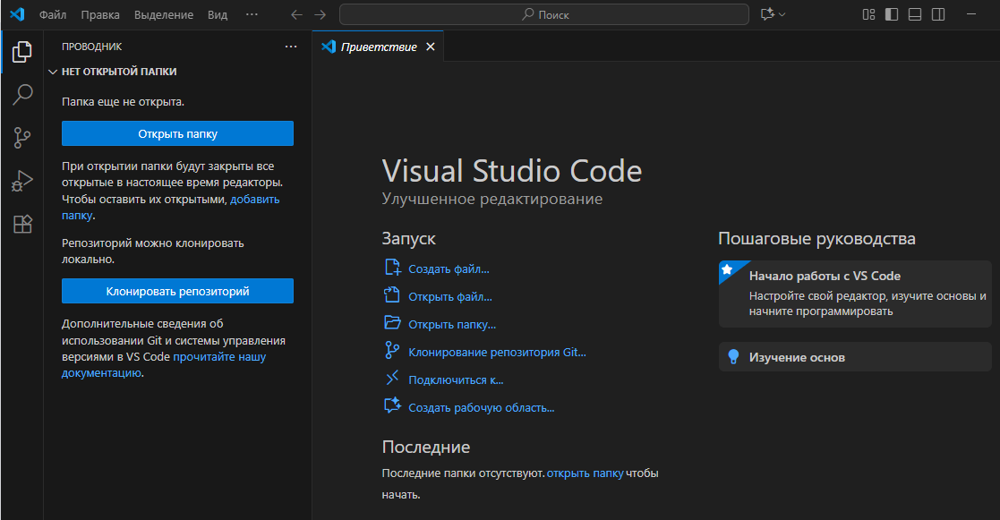 Файл Правка Выделение Вид ··· Поиск
ПРОВОДНИК ···
НЕТ ОТКРЫТОЙ ПАПКИ
Папка еще не открыта.
Открыть папку
При открытии папки будут закрыты все
открытые в настоящее время редакторы.
Чтобы оставить их открытыми, добавить
папку.
Репозиторий можно клонировать
локально.
Клонировать репозиторий
Дополнительные сведения об
использовании Git и системы управления
версиями в VS Code прочитайте нашу
документацию.
Приветствие
Visual Studio Code
Улучшенное редактирование
Запуск
Создать файл...
Открыть файл...
Открыть папку...
Клонирование репозитория Git...
Подключиться к...
Создать рабочую область...
Последние
Последние папки отсутствуют. открыть папку чтобы
начать.
Пошаговые руководства
Начало работы с VS Code
Настройте свой редактор, изучите основы и
начните программировать
Изучение основ